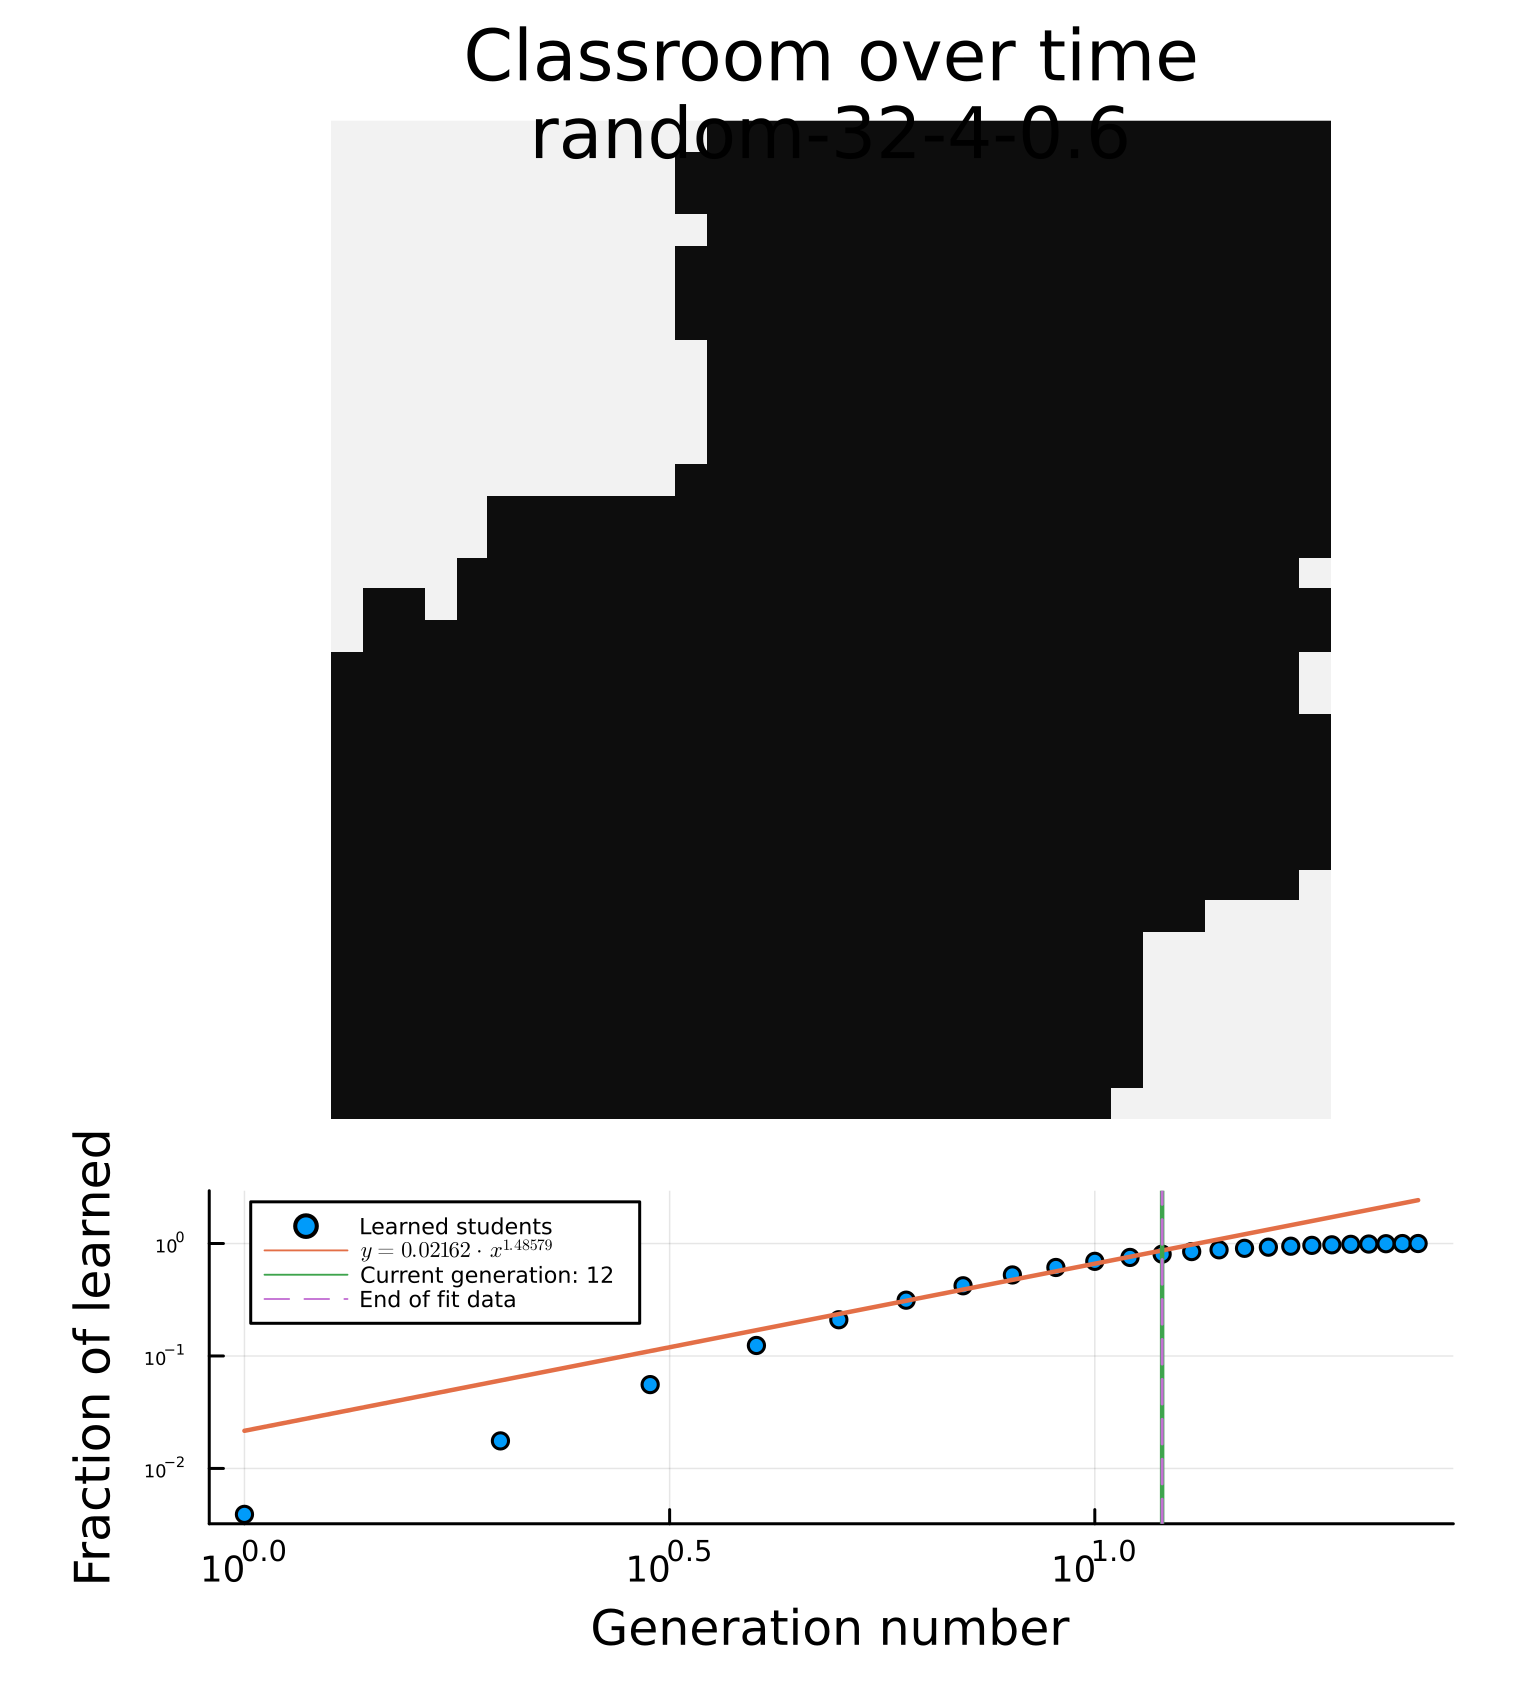 Classroom over time
random-32-4-0.6
Fraction of learned
Learned students
y = 0.02162 · x^1.48579
Current generation: 12
End of fit data
10^0
10^−1
10^−2
10^0.0
10^0.5
10^1.0
Generation number